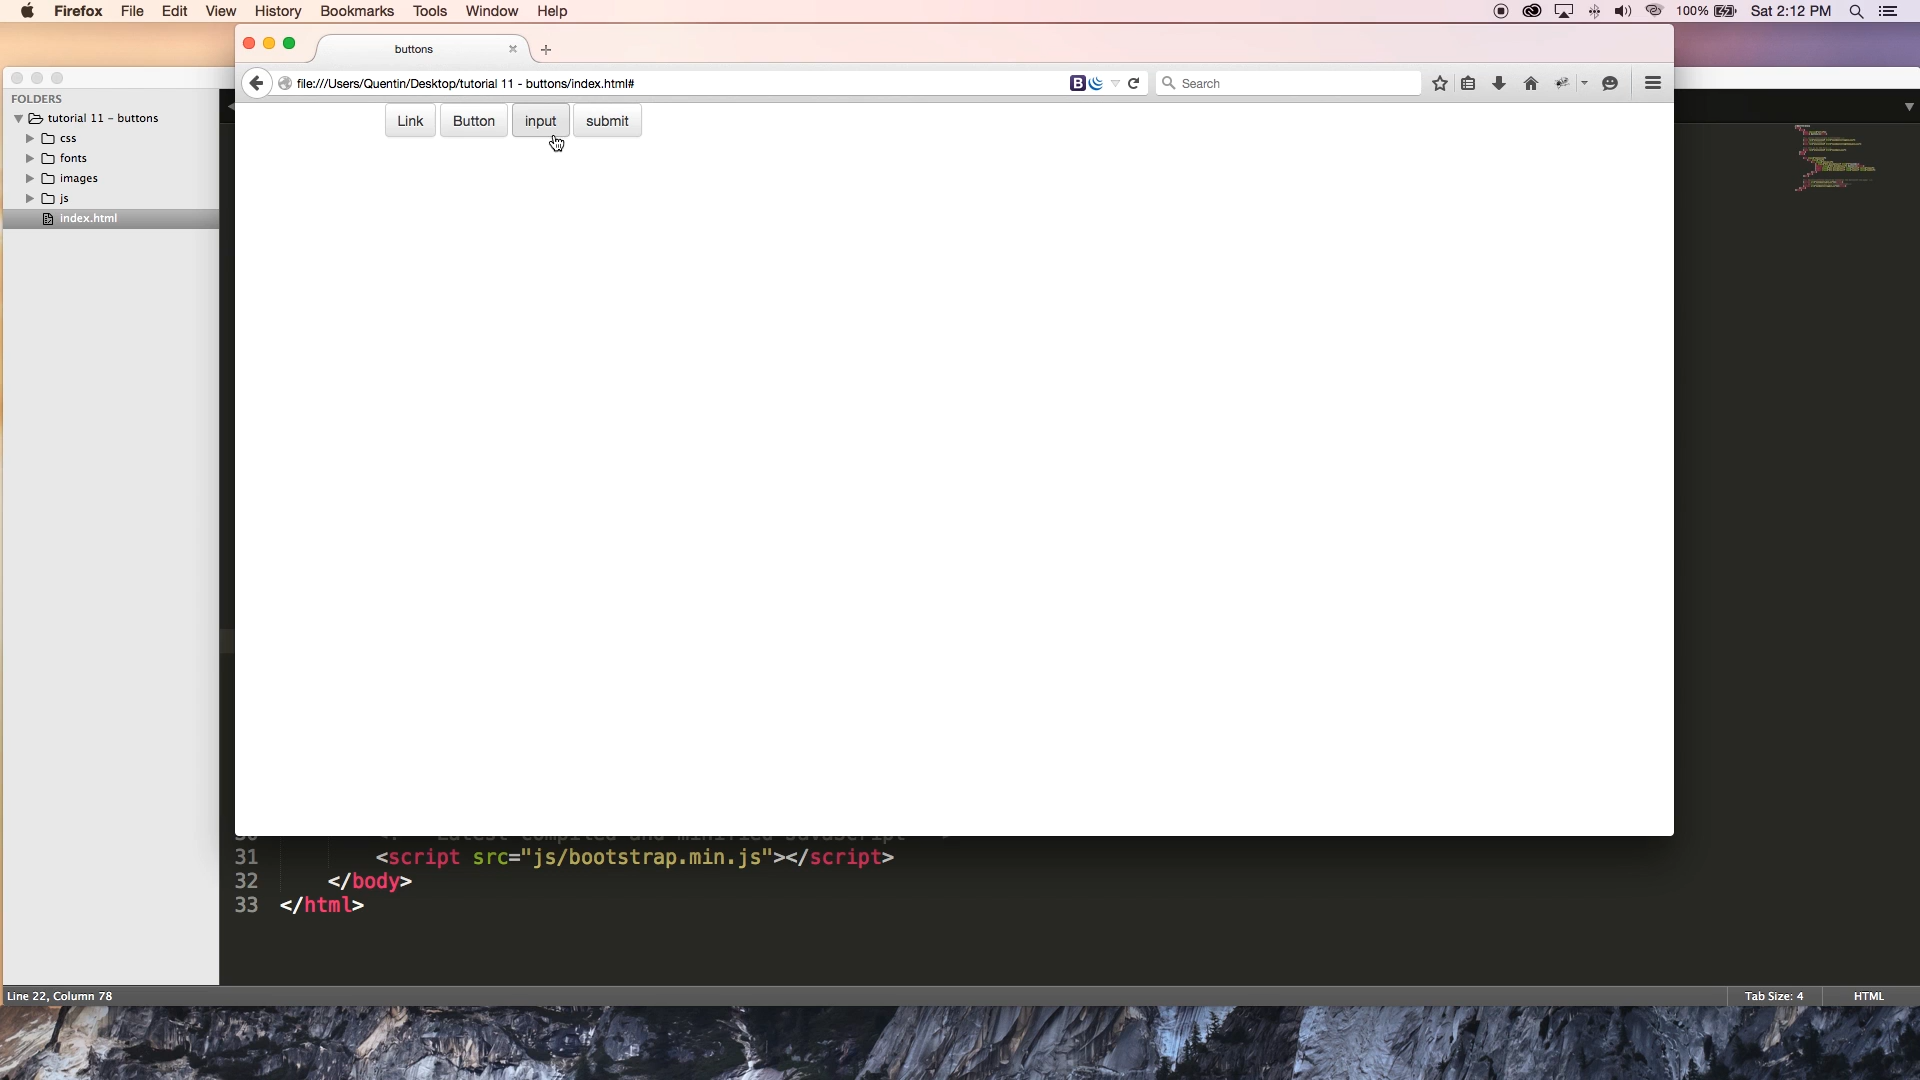 Firefox File Edit View History Bookmarks Tools Window Help 100% Sat 2:12 PM
buttons
file:///Users/Quentin/Desktop/tutorial 11 - buttons/index.html# B Search
FOLDERS
tutorial 11 – buttons
css
fonts
images
js
index.html
Link Button input submit
31 <script src="js/bootstrap.min.js"></script>
32 </body>
33 </html>
Line 22, Column 78 Tab Size: 4 HTML